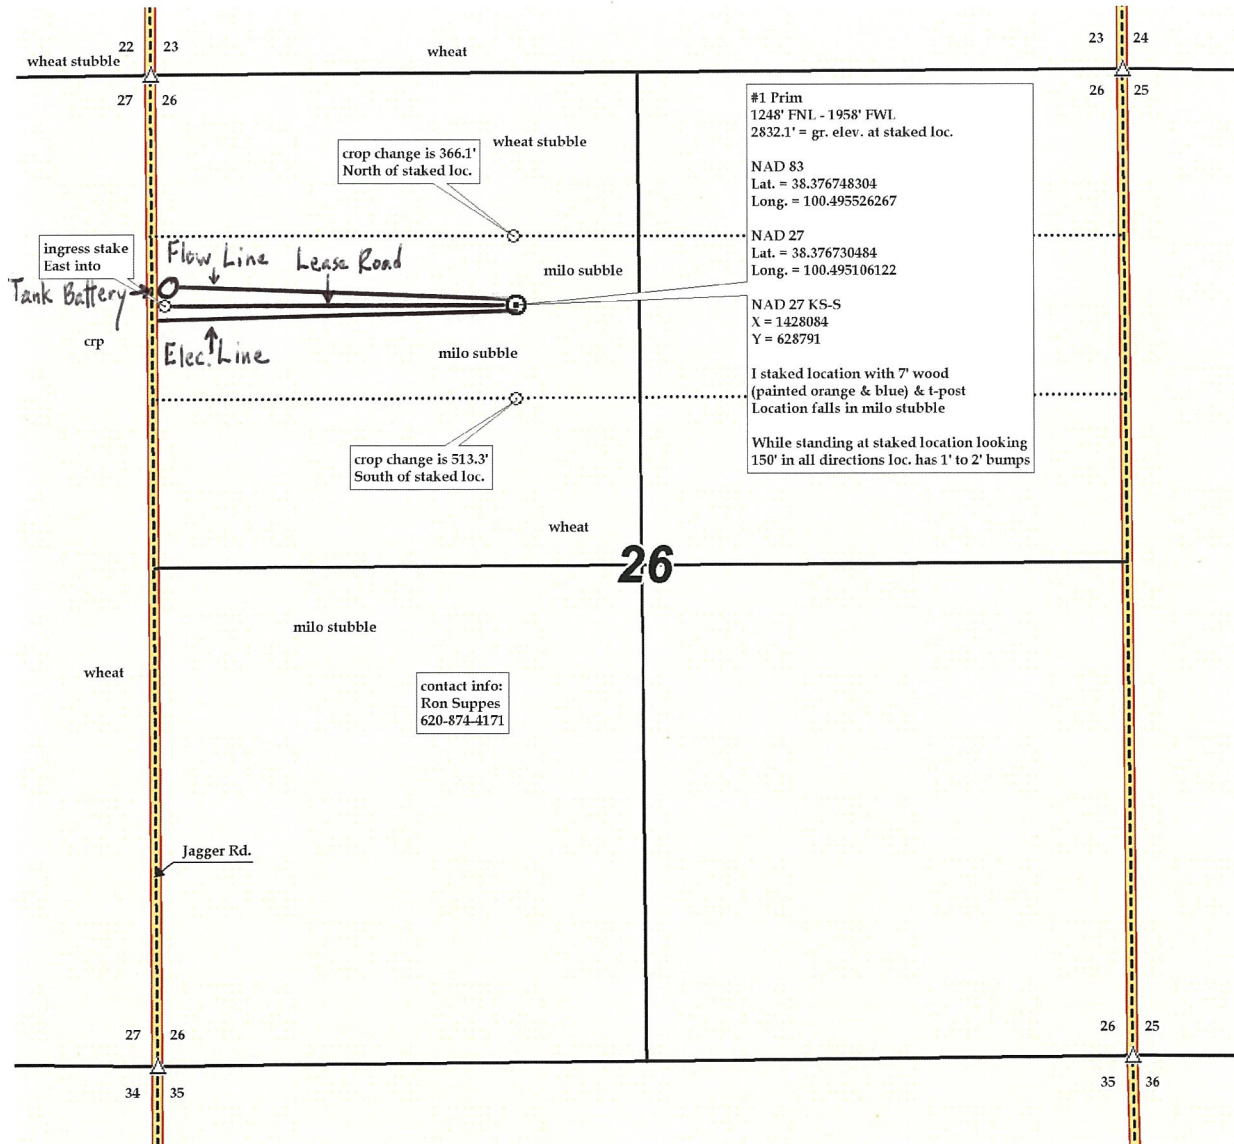 22
23
wheat stubble
wheat
23
24
27
26
26
25
#1 Prim
1248' FNL - 1958' FWL
2832.1' = gr. elev. at staked loc.
NAD 83
Lat. = 38.376748304
Long. = 100.495526267
NAD 27
Lat. = 38.376730484
Long. = 100.495106122
NAD 27 KS-S
X = 1428084
Y = 628791
I staked location with 7' wood
(painted orange & blue) & t-post
Location falls in milo stubble
While standing at staked location looking
150' in all directions loc. has 1' to 2' bumps
wheat stubble
crop change is 366.1'
North of staked loc.
ingress stake
East into
Flow Line
Lease Road
milo subble
Tank Battery
crp
Elec. Line
milo subble
crop change is 513.3'
South of staked loc.
wheat
26
milo stubble
wheat
contact info:
Ron Suppes
620-874-4171
Jagger Rd.
27
26
26
25
34
35
35
36